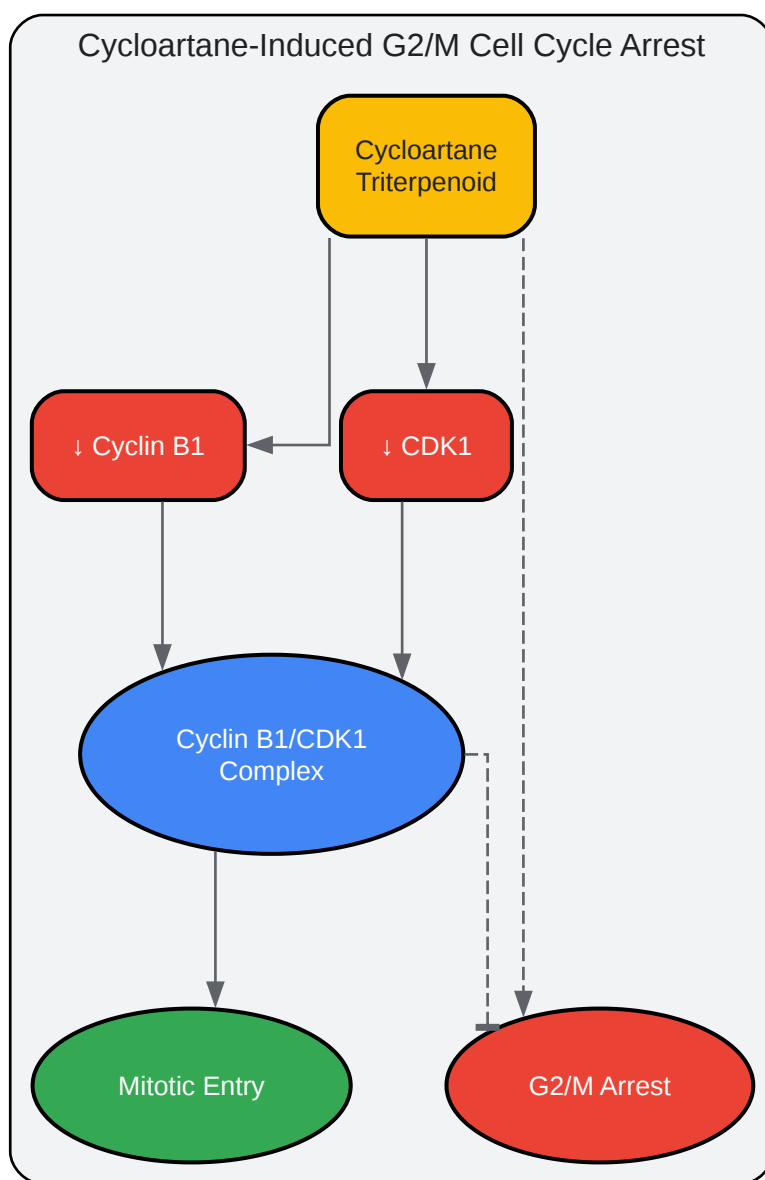 Cycloartane-Induced G2/M Cell Cycle Arrest
Cycloartane
Triterpenoid
↓ Cyclin B1
↓ CDK1
Cyclin B1/CDK1
Complex
Mitotic Entry
G2/M Arrest